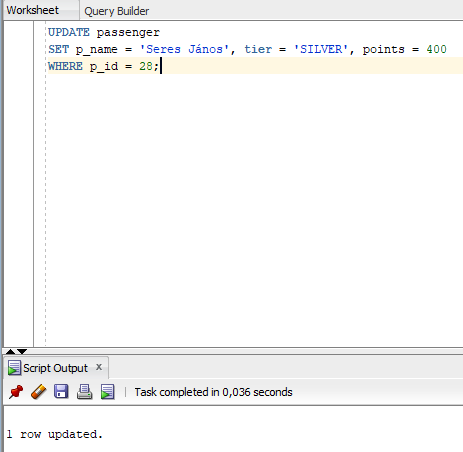 Worksheet Query Builder
UPDATE passenger
SET p_name = 'Seres János', tier = 'SILVER', points = 400
WHERE p_id = 28;
Script Output x
Task completed in 0,036 seconds
1 row updated.